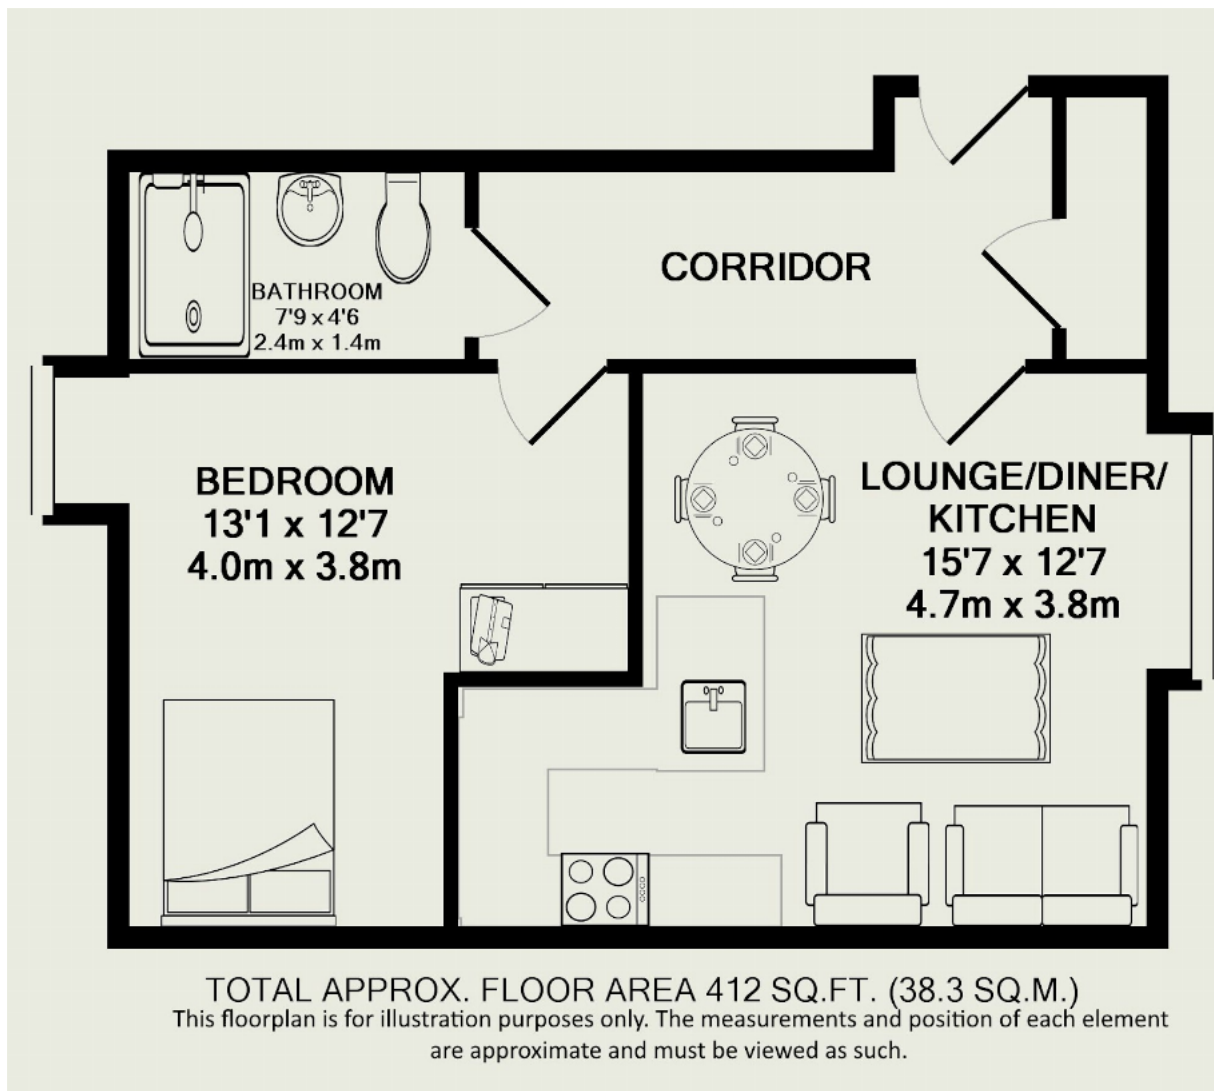 CORRIDOR
BATHROOM
7'9 x 4'6
2.4m x 1.4m
BEDROOM
13'1 x 12'7
4.0m x 3.8m
LOUNGE/DINER/
KITCHEN
15'7 x 12'7
4.7m x 3.8m
TOTAL APPROX. FLOOR AREA 412 SQ.FT. (38.3 SQ.M.)
This floorplan is for illustration purposes only. The measurements and position of each element
are approximate and must be viewed as such.